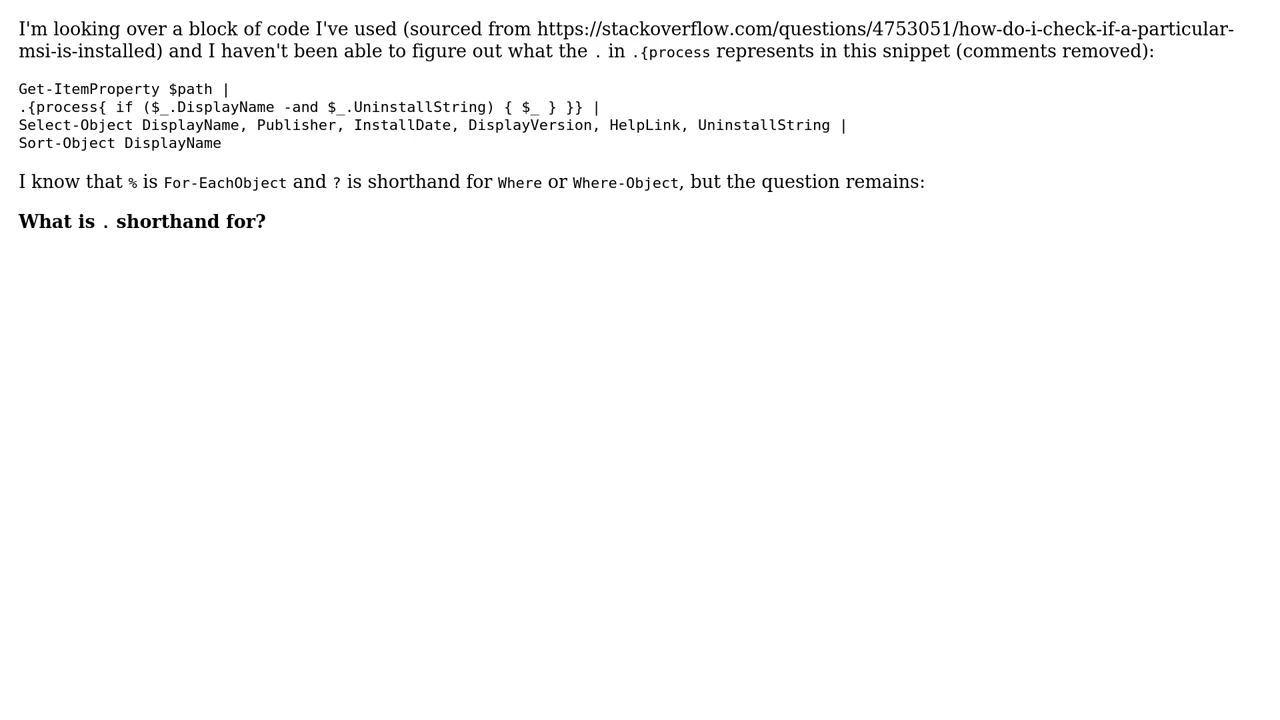 I'm looking over a block of code I've used (sourced from https://stackoverflow.com/questions/4753051/how-do-i-check-if-a-particular-
msi-is-installed) and I haven't been able to figure out what the . in .{process represents in this snippet (comments removed):
Get-ItemProperty $path |
.{process{ if ($_.DisplayName -and $_.UninstallString) { $_ } }} |
Select-Object DisplayName, Publisher, InstallDate, DisplayVersion, HelpLink, UninstallString |
Sort-Object DisplayName
I know that % is For-EachObject and ? is shorthand for Where or Where-Object, but the question remains:
What is . shorthand for?